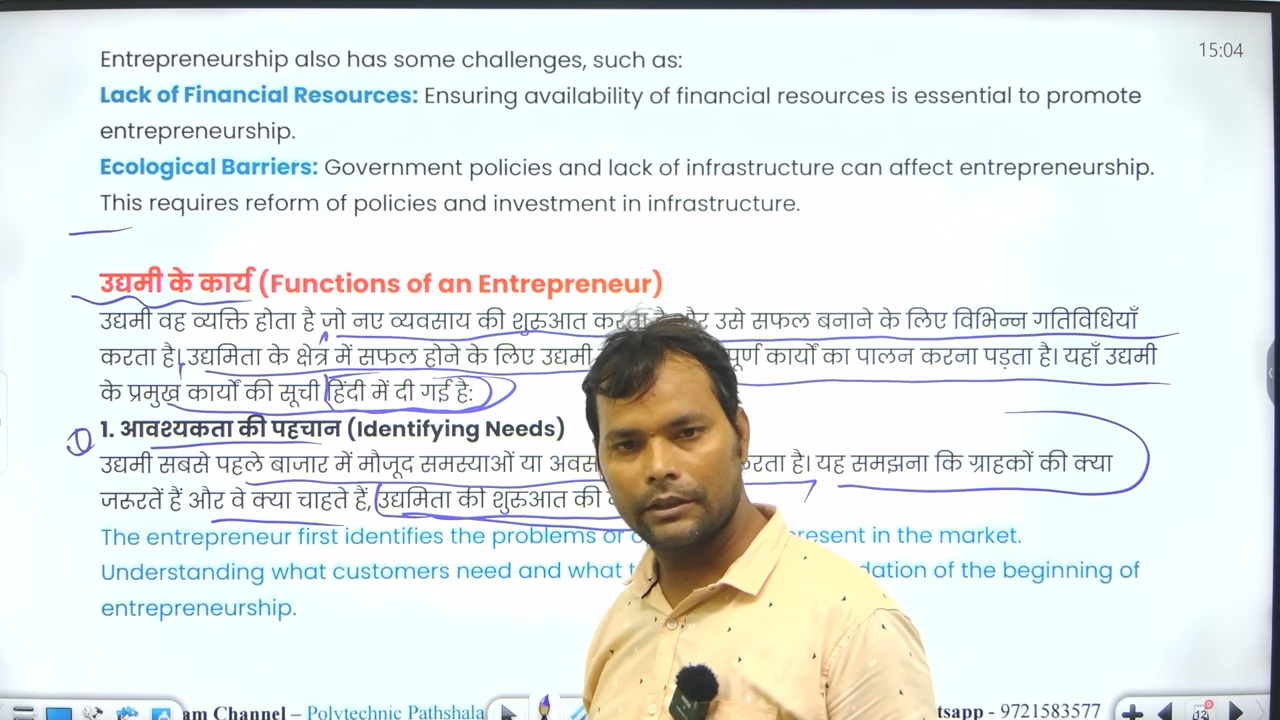 15:04
Entrepreneurship also has some challenges, such as:
Lack of Financial Resources: Ensuring availability of financial resources is essential to promote
entrepreneurship.
Ecological Barriers: Government policies and lack of infrastructure can affect entrepreneurship.
This requires reform of policies and investment in infrastructure.
उद्यमी के कार्य (Functions of an Entrepreneur)
उद्यमी वह व्यक्ति होता है जो नए व्यवसाय की शुरुआत करता उसे सफल बनाने के लिए विभिन्न गतिविधियाँ
करता है। उद्यमिता के क्षेत्र में सफल होने के लिए उद्यमी पूर्ण कार्यों का पालन करना पड़ता है। यहाँ उद्यमी
के प्रमुख कार्यों की सूची हिंदी में दी गई है:
1. आवश्यकता की पहचान (Identifying Needs)
उद्यमी सबसे पहले बाजार में मौजूद समस्याओं या है। यह समझना कि ग्राहकों की क्या
जरूरतें हैं और वे क्या चाहते हैं, उद्यमिता की शुरुआत की
The entrepreneur first identifies the problems or in the market.
Understanding what customers need and what of the beginning of
entrepreneurship.
am Channel – Polytechnic Pathshala - 9721583577
12